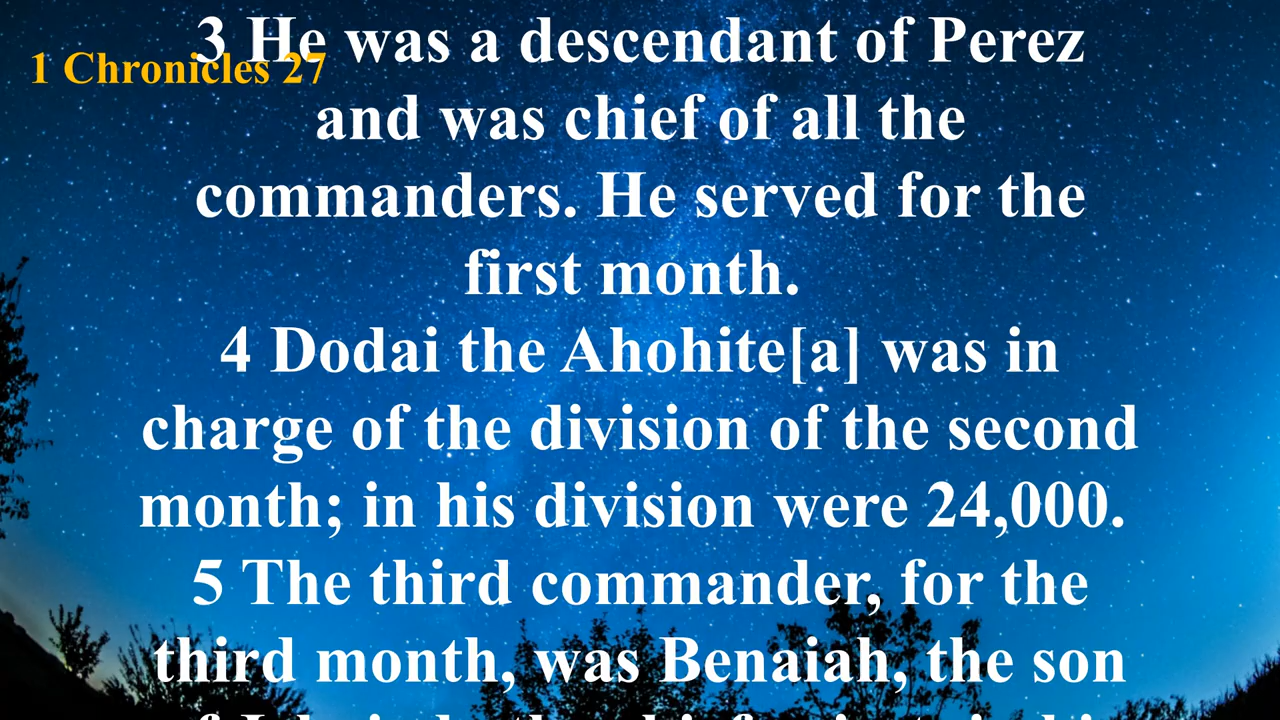 3 He was a descendant of Perez
1 Chronicles 27
and was chief of all the
commanders. He served for the
first month.
4 Dodai the Ahohite[a] was in
charge of the division of the second
month; in his division were 24,000.
5 The third commander, for the
third month, was Benaiah, the son